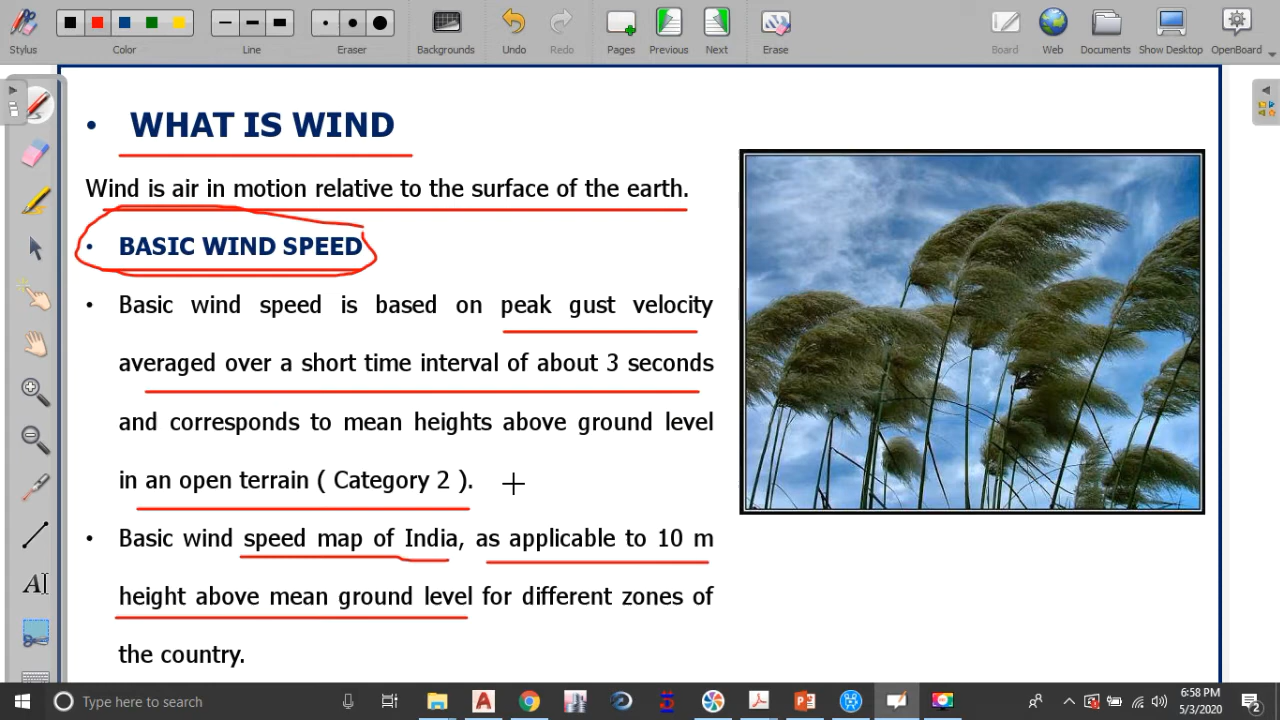 Stylus
Color
Line
Eraser
Backgrounds
Undo
Redo
Pages
Previous
Next
Erase
Board
Web
Documents
Show Desktop
OpenBoard
• WHAT IS WIND
Wind is air in motion relative to the surface of the earth.
• BASIC WIND SPEED
• Basic wind speed is based on peak gust velocity
averaged over a short time interval of about 3 seconds
and corresponds to mean heights above ground level
in an open terrain ( Category 2 ).
• Basic wind speed map of India, as applicable to 10 m
height above mean ground level for different zones of
the country.
Type here to search
6:58 PM
5/3/2020